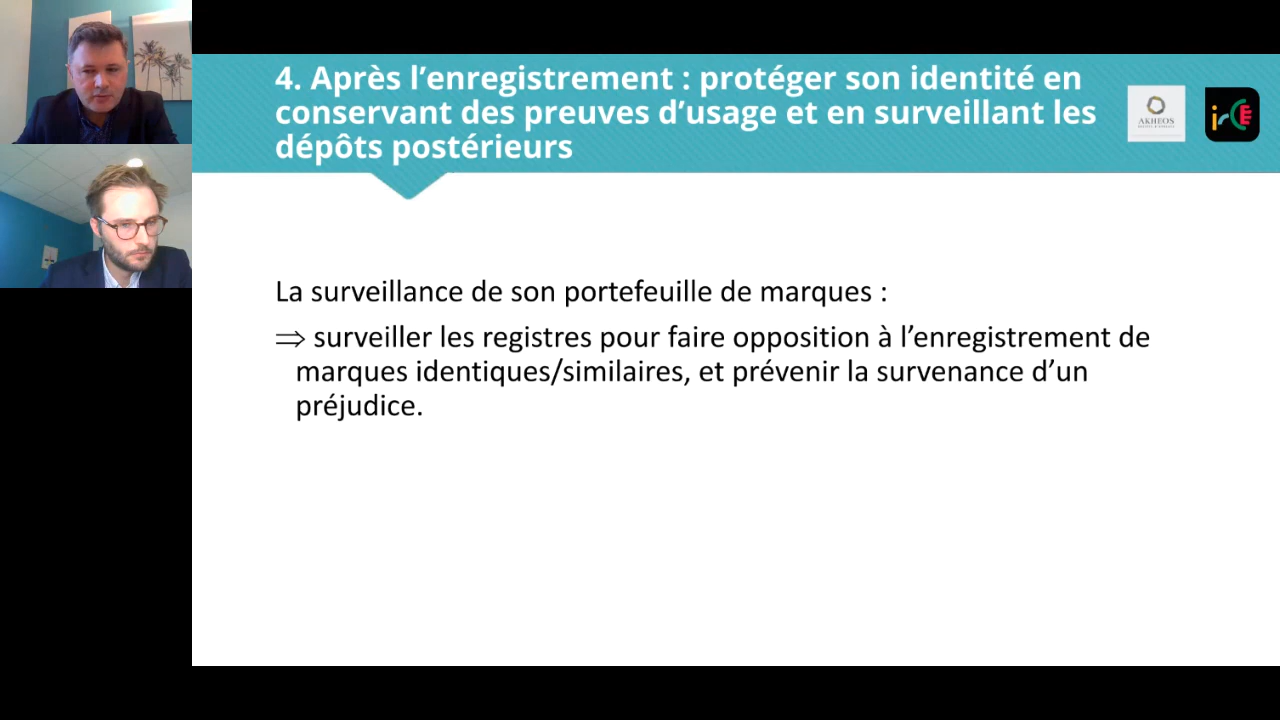 4. Après l’enregistrement : protéger son identité en
conservant des preuves d’usage et en surveillant les
dépôts postérieurs
AKHEOS
La surveillance de son portefeuille de marques :
⇒ surveiller les registres pour faire opposition à l’enregistrement de
marques identiques/similaires, et prévenir la survenance d’un
préjudice.